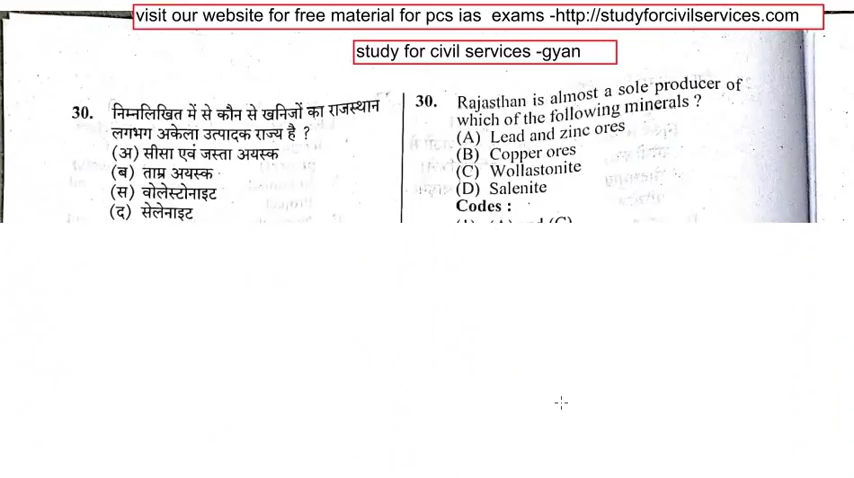 visit our website for free material for pcs ias exams -http://studyforcivilservices.com
study for civil services -gyan
30. निम्नलिखित में से कौन से खनिजों का राजस्थान
लगभग अकेला उत्पादक राज्य है ?
(अ) सीसा एवं जस्ता अयस्क
(ब) ताम्र अयस्क
(स) वोलेस्टोनाइट
(द) सेलेनाइट
30. Rajasthan is almost a sole producer of
which of the following minerals ?
(A) Lead and zinc ores
(B) Copper ores
(C) Wollastonite
(D) Salenite
Codes :